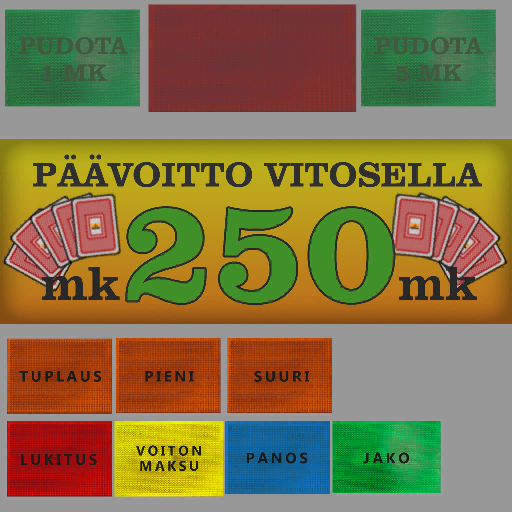 PUDOTA
1 MK
PUDOTA
5 MK
PÄÄVOITTO VITOSELLA
mk 250 mk
TUPLAUS
PIENI
SUURI
LUKITUS
VOITON
MAKSU
PANOS
JAKO